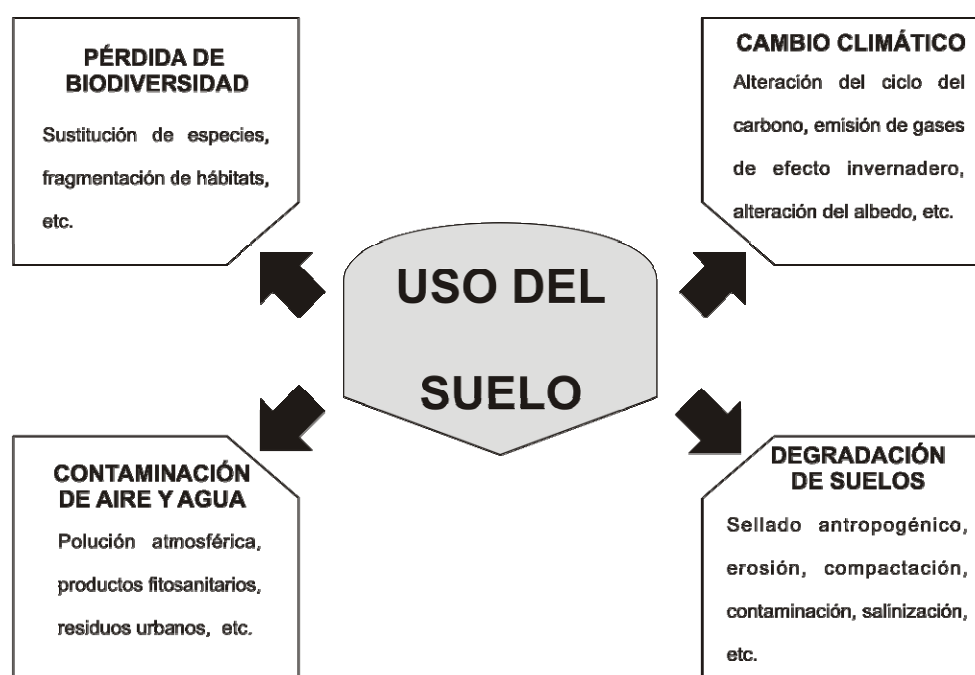 PÉRDIDA DE
BIODIVERSIDAD
Sustitución de especies,
fragmentación de hábitats,
etc.
CAMBIO CLIMÁTICO
Alteración del ciclo del
carbono, emisión de gases
de efecto invernadero,
alteración del albedo, etc.
USO DEL
SUELO
CONTAMINACIÓN
DE AIRE Y AGUA
Polución atmosférica,
productos fitosanitarios,
residuos urbanos, etc.
DEGRADACIÓN
DE SUELOS
Sellado antropogénico,
erosión, compactación,
contaminación, salinización,
etc.